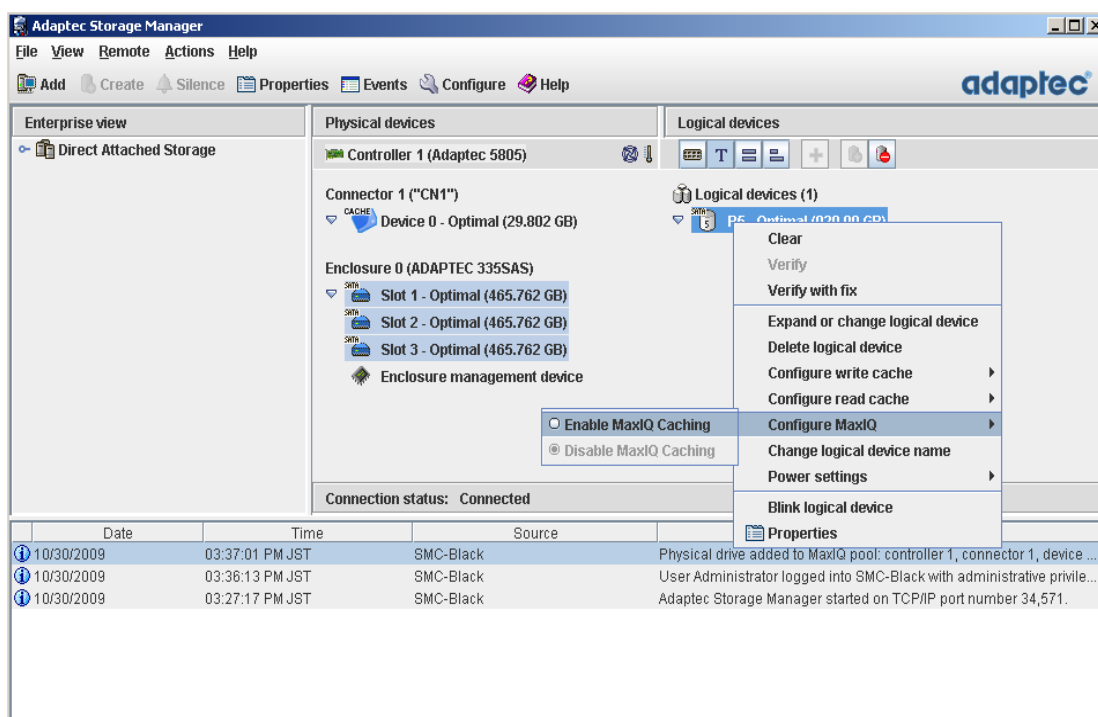 Adaptec Storage Manager
File View Remote Actions Help
Add Create Silence Properties Events Configure Help
adaptec
Enterprise view
Physical devices
Logical devices
Direct Attached Storage
Controller 1 (Adaptec 5805)
T
Connector 1 ("CN1")
CACHE
Device 0 - Optimal (29.802 GB)
Enclosure 0 (ADAPTEC 335SAS)
SATA
Slot 1 - Optimal (465.762 GB)
SATA
Slot 2 - Optimal (465.762 GB)
SATA
Slot 3 - Optimal (465.762 GB)
Enclosure management device
Logical devices (1)
SATA
5
Optimal
Clear
Verify
Verify with fix
Expand or change logical device
Delete logical device
Configure write cache
Configure read cache
Configure MaxIQ
Enable MaxIQ Caching
Disable MaxIQ Caching
Change logical device name
Power settings
Blink logical device
Properties
Connection status: Connected
Date Time Source
10/30/2009 03:37:01 PM JST SMC-Black Physical drive added to MaxIQ pool: controller 1, connector 1, device ...
10/30/2009 03:36:13 PM JST SMC-Black User Administrator logged into SMC-Black with administrative privile...
10/30/2009 03:27:17 PM JST SMC-Black Adaptec Storage Manager started on TCP/IP port number 34,571.